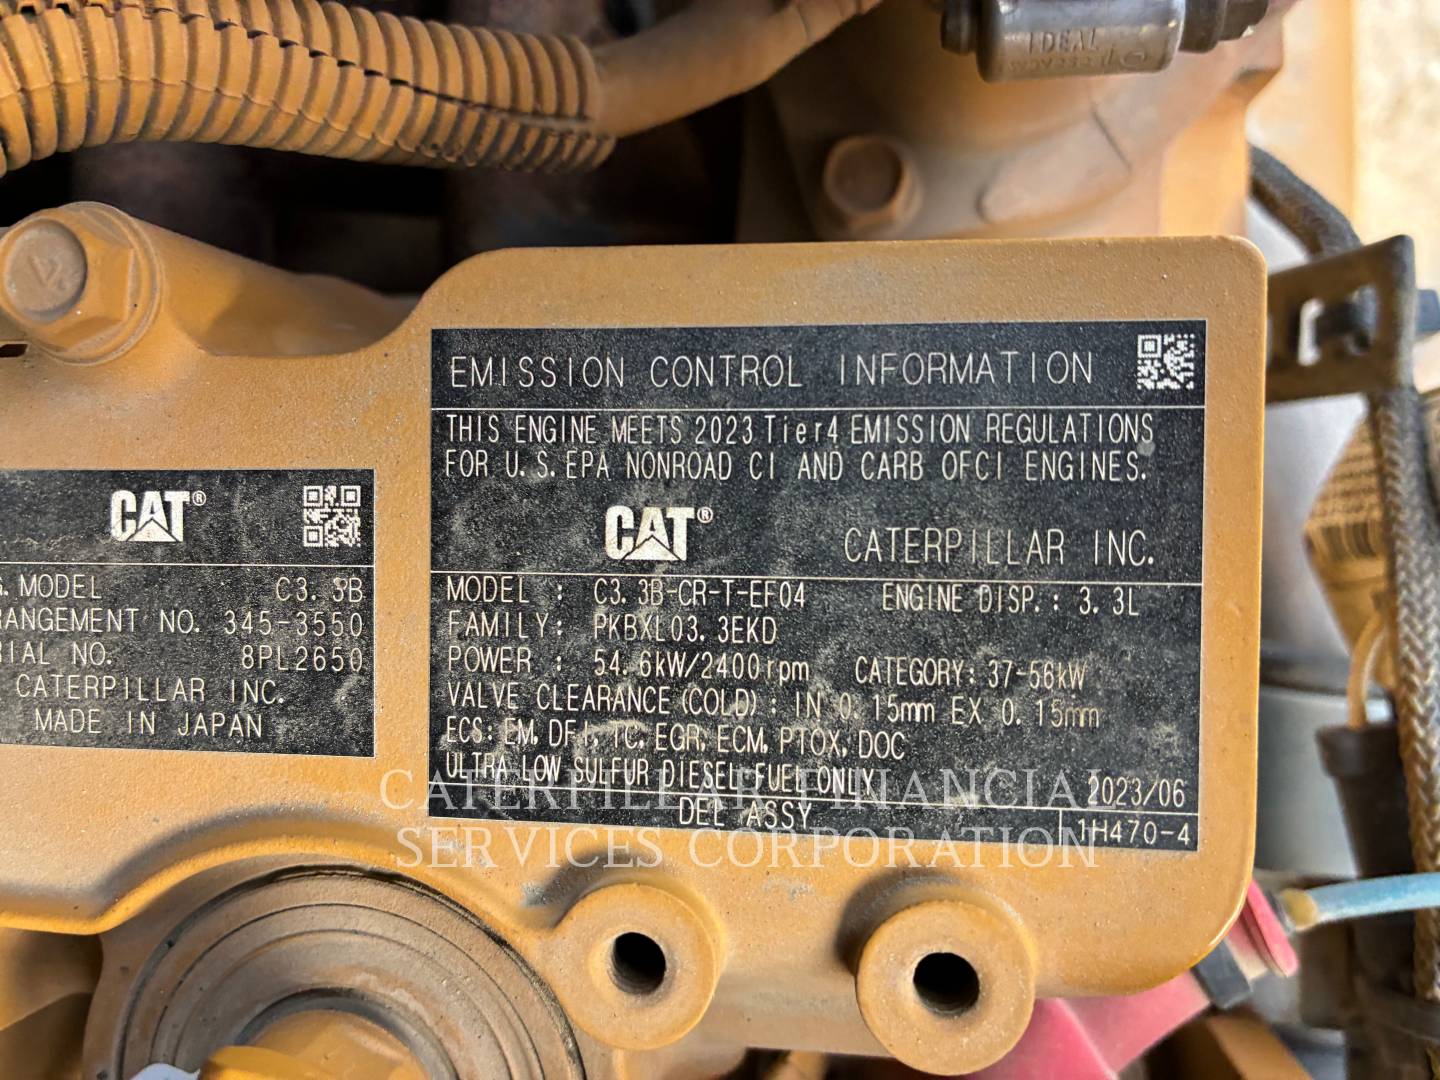 IDEAL
4
CAT®
G. MODEL C3.3B
RANGEMENT NO. 345-3550
RIAL NO. 8PL2650
CATERPILLAR INC.
MADE IN JAPAN
EMISSION CONTROL INFORMATION
THIS ENGINE MEETS 2023 Tier4 EMISSION REGULATIONS
FOR U.S.EPA NONROAD CI AND CARB OFCI ENGINES.
CAT® CATERPILLAR INC.
MODEL : C3.3B-CR-T-EF04 ENGINE DISP.: 3.3L
FAMILY: PKBXL03.3EKD
POWER : 54.6kW/2400rpm CATEGORY: 37-56kW
VALVE CLEARANCE (COLD) : IN 0.15mm EX 0.15mm
ECS: EM, DFI, TC, EGR, ECM, PTOX, DOC
ULTRA LOW SULFUR DIESEL FUEL ONLY 2023/06
DEL ASSY 1H470-4
CATERPILLAR FINANCIAL
SERVICES CORPORATION